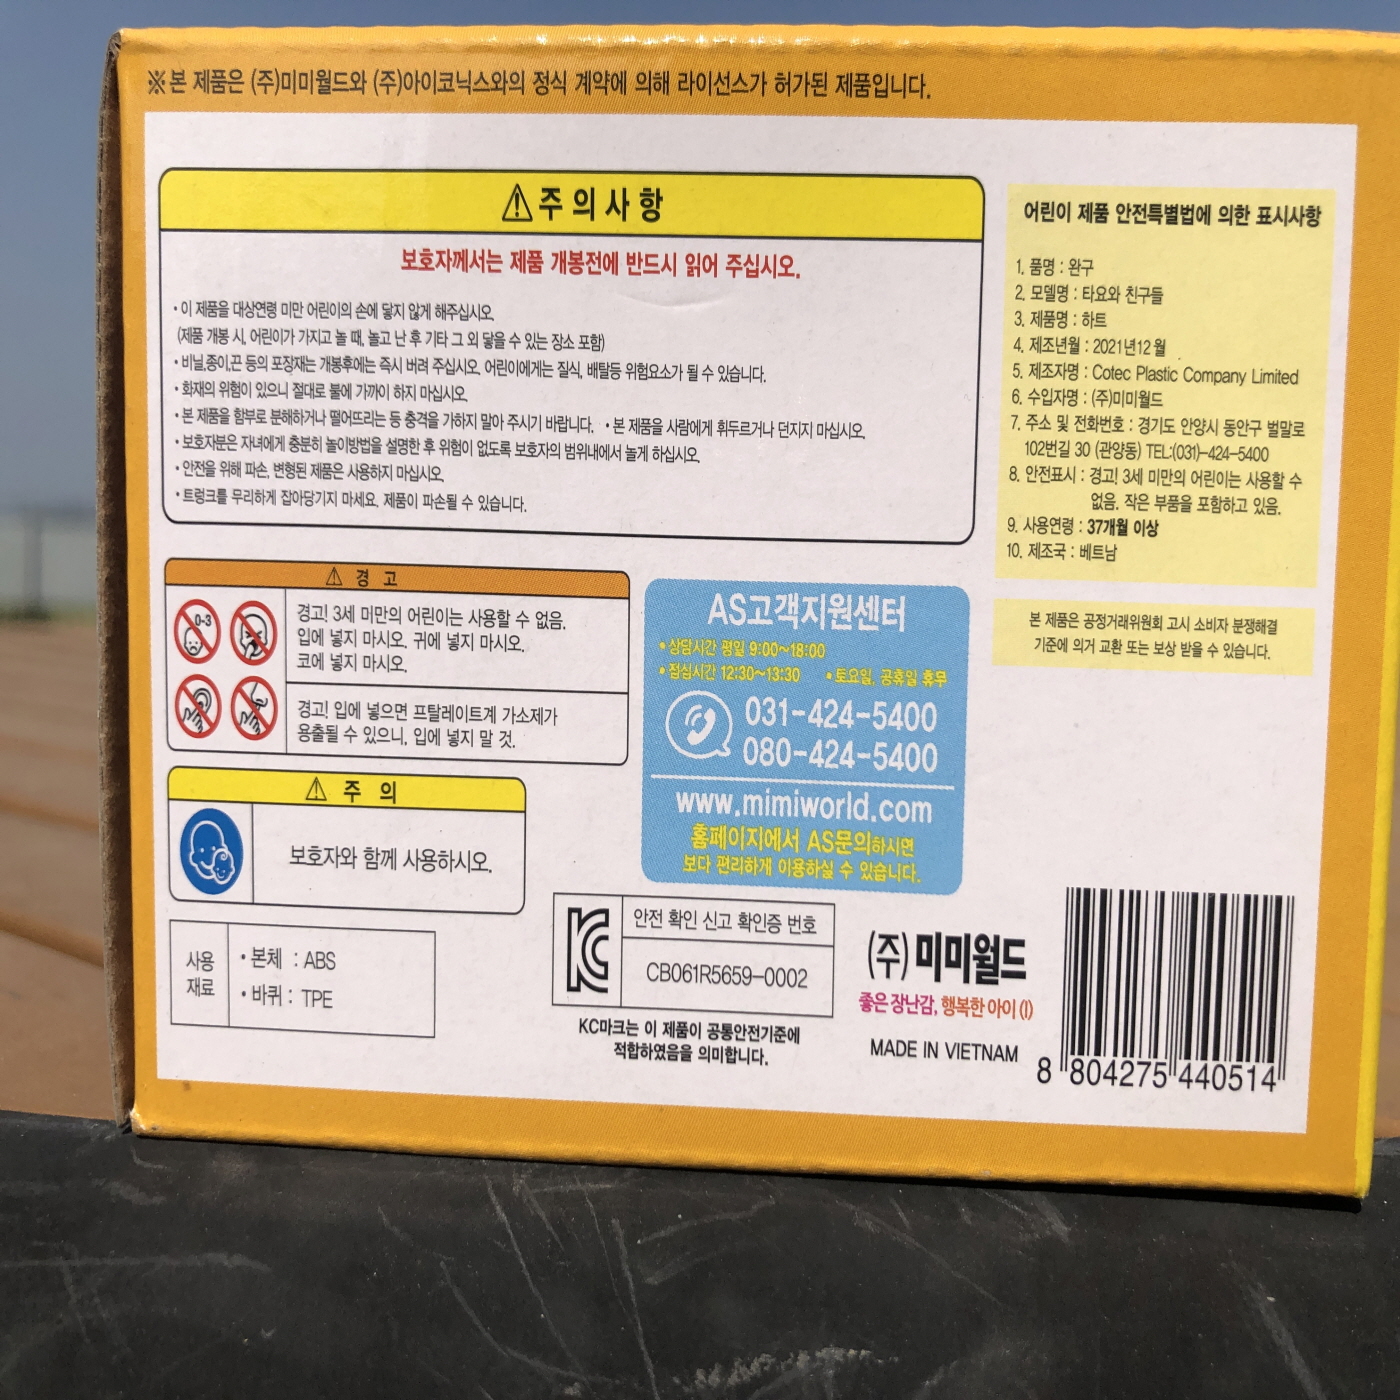 ※본 제품은 (주)미미월드와 (주)아이코닉스와의 정식 계약에 의해 라이선스가 허가된 제품입니다.
주의사항
보호자께서는 제품 개봉전에 반드시 읽어 주십시오.
• 이 제품을 대상연령 미만 어린이의 손에 닿지 않게 해주십시오.
(제품 개봉 시, 어린이가 가지고 놀 때, 놀고 난 후 기타 그 외 닿을 수 있는 장소 포함)
• 비닐,종이,끈 등의 포장재는 개봉후에는 즉시 버려 주십시오. 어린이에게는 질식, 배탈등 위험요소가 될 수 있습니다.
• 화재의 위험이 있으니 절대로 불에 가까이 하지 마십시오.
• 본 제품을 함부로 분해하거나 떨어뜨리는 등 충격을 가하지 말아 주시기 바랍니다. • 본 제품을 사람에게 휘두르거나 던지지 마십시오.
• 보호자분은 자녀에게 충분히 놀이방법을 설명한 후 위험이 없도록 보호자의 범위내에서 놀게 하십시오.
• 안전을 위해 파손, 변형된 제품은 사용하지 마십시오.
• 트렁크를 무리하게 잡아당기지 마세요. 제품이 파손될 수 있습니다.
어린이 제품 안전특별법에 의한 표시사항
1. 품명 : 완구
2. 모델명 : 타요와 친구들
3. 제품명 : 하트
4. 제조년월 : 2021년12월
5. 제조자명 : Cotec Plastic Company Limited
6. 수입자명 : (주)미미월드
7. 주소 및 전화번호 : 경기도 안양시 동안구 벌말로
102번길 30 (관양동) TEL:(031)-424-5400
8. 안전표시 : 경고! 3세 미만의 어린이는 사용할 수
없음. 작은 부품을 포함하고 있음.
9. 사용연령 : 37개월 이상
10. 제조국 : 베트남
본 제품은 공정거래위원회 고시 소비자 분쟁해결
기준에 의거 교환 또는 보상 받을 수 있습니다.
경 고
0-3
경고! 3세 미만의 어린이는 사용할 수 없음.
입에 넣지 마시오. 귀에 넣지 마시오.
코에 넣지 마시오.
경고! 입에 넣으면 프탈레이트계 가소제가
용출될 수 있으니, 입에 넣지 말 것.
주 의
보호자와 함께 사용하시오.
사용
재료
• 본체 : ABS
• 바퀴 : TPE
AS고객지원센터
• 상담시간 평일 9:00~18:00
• 점심시간 12:30~13:30 • 토요일, 공휴일 휴무
031-424-5400
080-424-5400
www.mimiworld.com
홈페이지에서 AS문의하시면
보다 편리하게 이용하실 수 있습니다.
KC
안전 확인 신고 확인증 번호
CB061R5659-0002
KC마크는 이 제품이 공통안전기준에
적합하였음을 의미합니다.
(주)미미월드
좋은 장난감, 행복한 아이 (!)
MADE IN VIETNAM
8 804275 440514